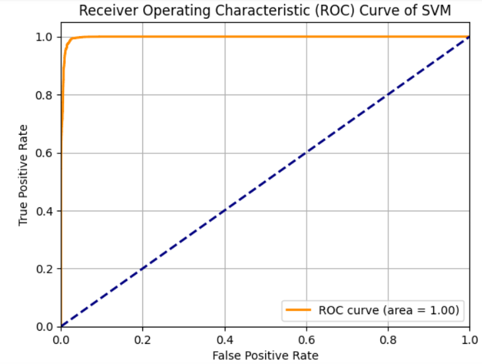 Receiver Operating Characteristic (ROC) Curve of SVM
True Positive Rate
1.0
0.8
0.6
0.4
0.2
0.0
ROC curve (area = 1.00)
0.0 0.2 0.4 0.6 0.8 1.0
False Positive Rate